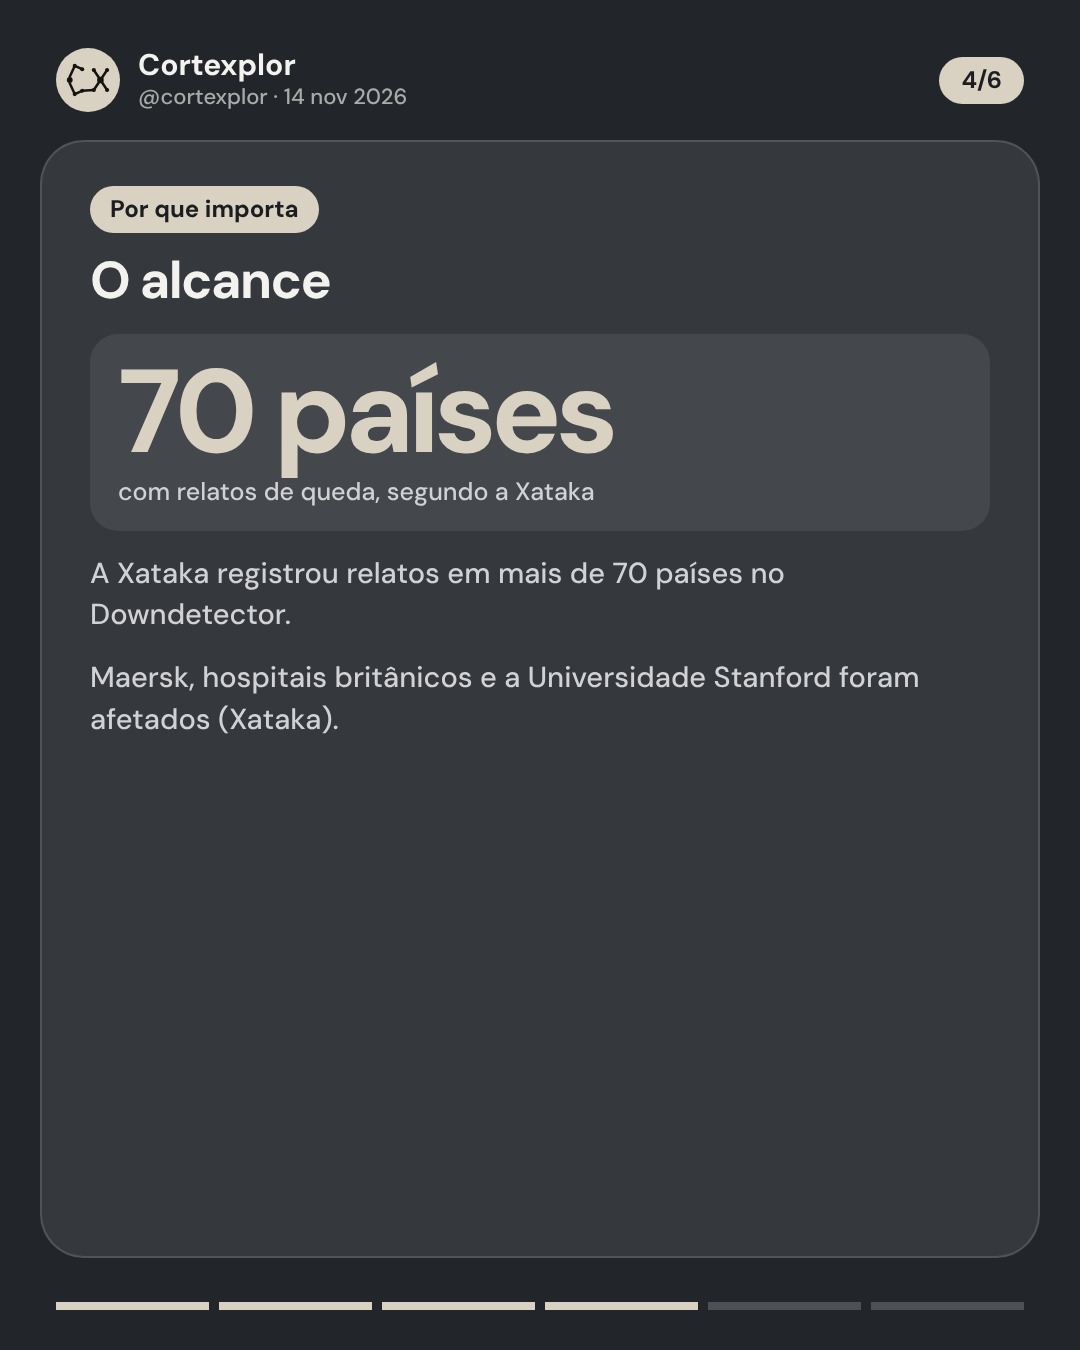 Cortexplor
@cortexplor · 14 nov 2026
4/6
Por que importa
O alcance
70 países
com relatos de queda, segundo a Xataka
A Xataka registrou relatos em mais de 70 países no
Downdetector.
Maersk, hospitais britânicos e a Universidade Stanford foram
afetados (Xataka).